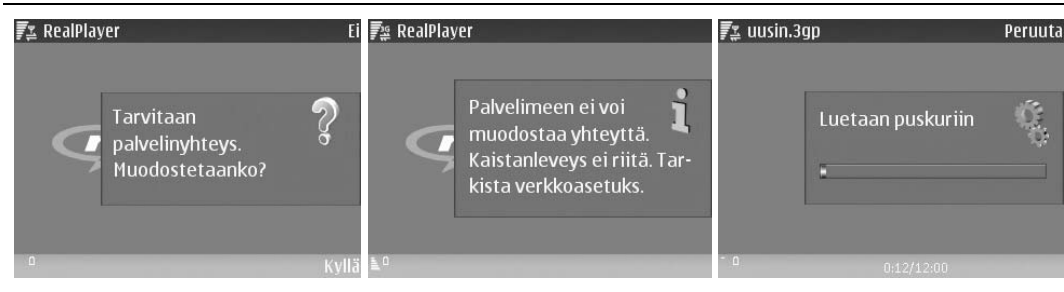 RealPlayer Ei
Tarvitaan
palvelinyhteys.
Muodostetaanko?
Kyllä
3G RealPlayer
Palvelimeen ei voi
muodostaa yhteyttä.
Kaistanleveys ei riitä. Tar-
kista verkkoasetuks.
uusin.3gp Peruuta
Luetaan puskuriin
0:12/12:00